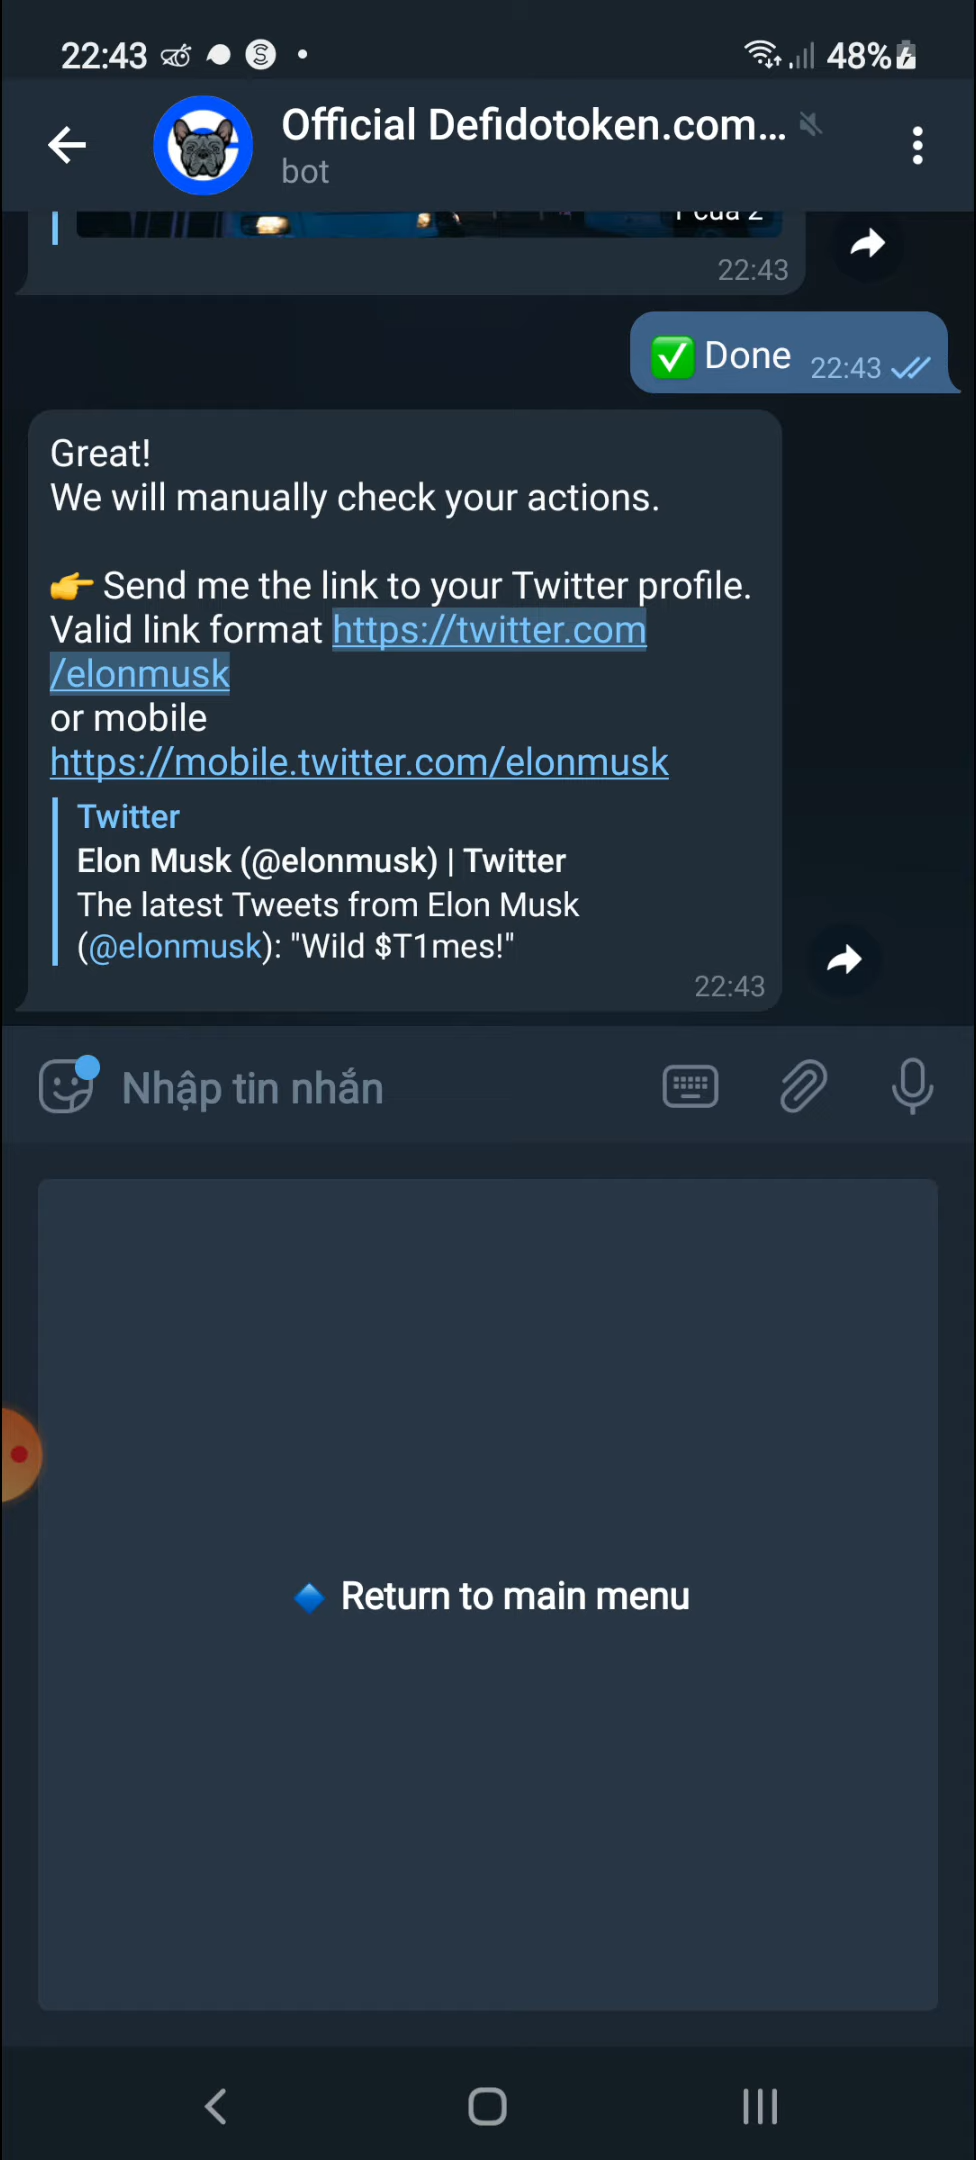 22:43
48%
Official Defidotoken.com...
bot
1 của 2
22:43
Done 22:43
Great!
We will manually check your actions.
Send me the link to your Twitter profile.
Valid link format https://twitter.com
/elonmusk
or mobile
https://mobile.twitter.com/elonmusk
Twitter
Elon Musk (@elonmusk) | Twitter
The latest Tweets from Elon Musk
(@elonmusk): "Wild $T1mes!"
22:43
Nhập tin nhắn
Return to main menu